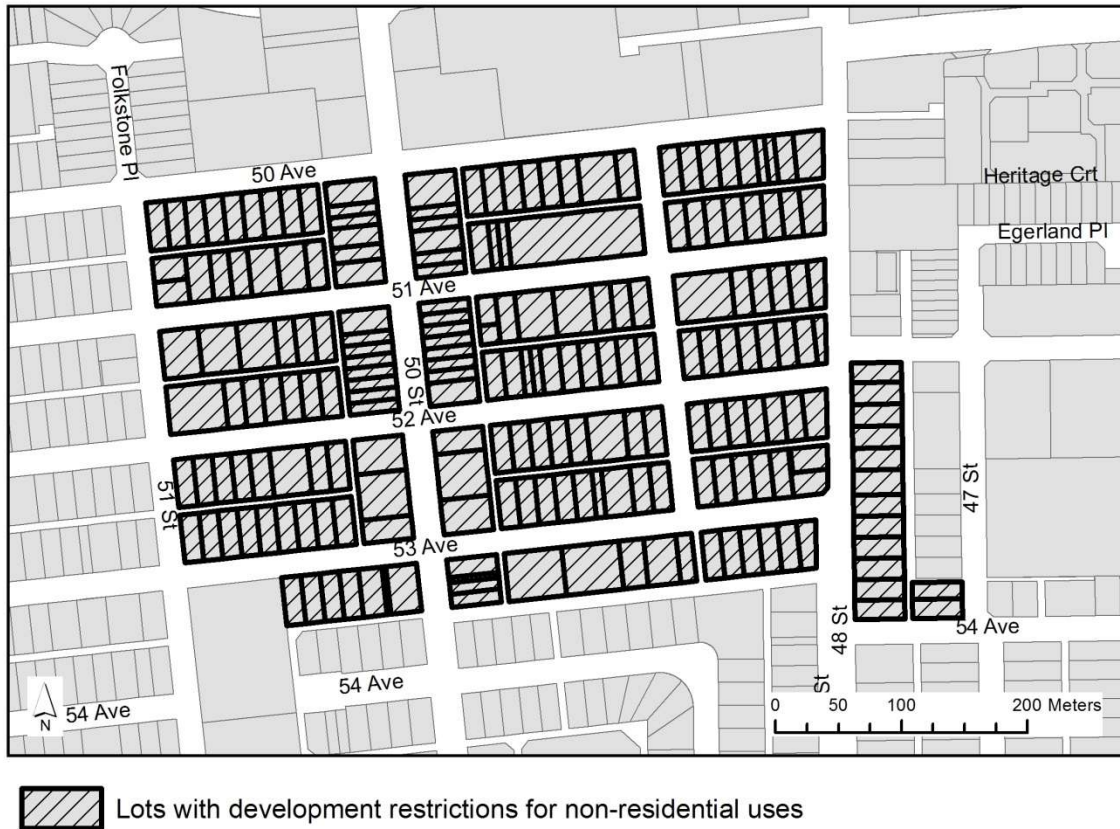 Folkstone Pl
50 Ave
Heritage Crt
Egerland Pl
51 Ave
50 St
52 Ave
51 St
47 St
53 Ave
48 St
54 Ave
St
54 Ave
54 Ave
N
0 50 100 200 Meters
Lots with development restrictions for non-residential uses